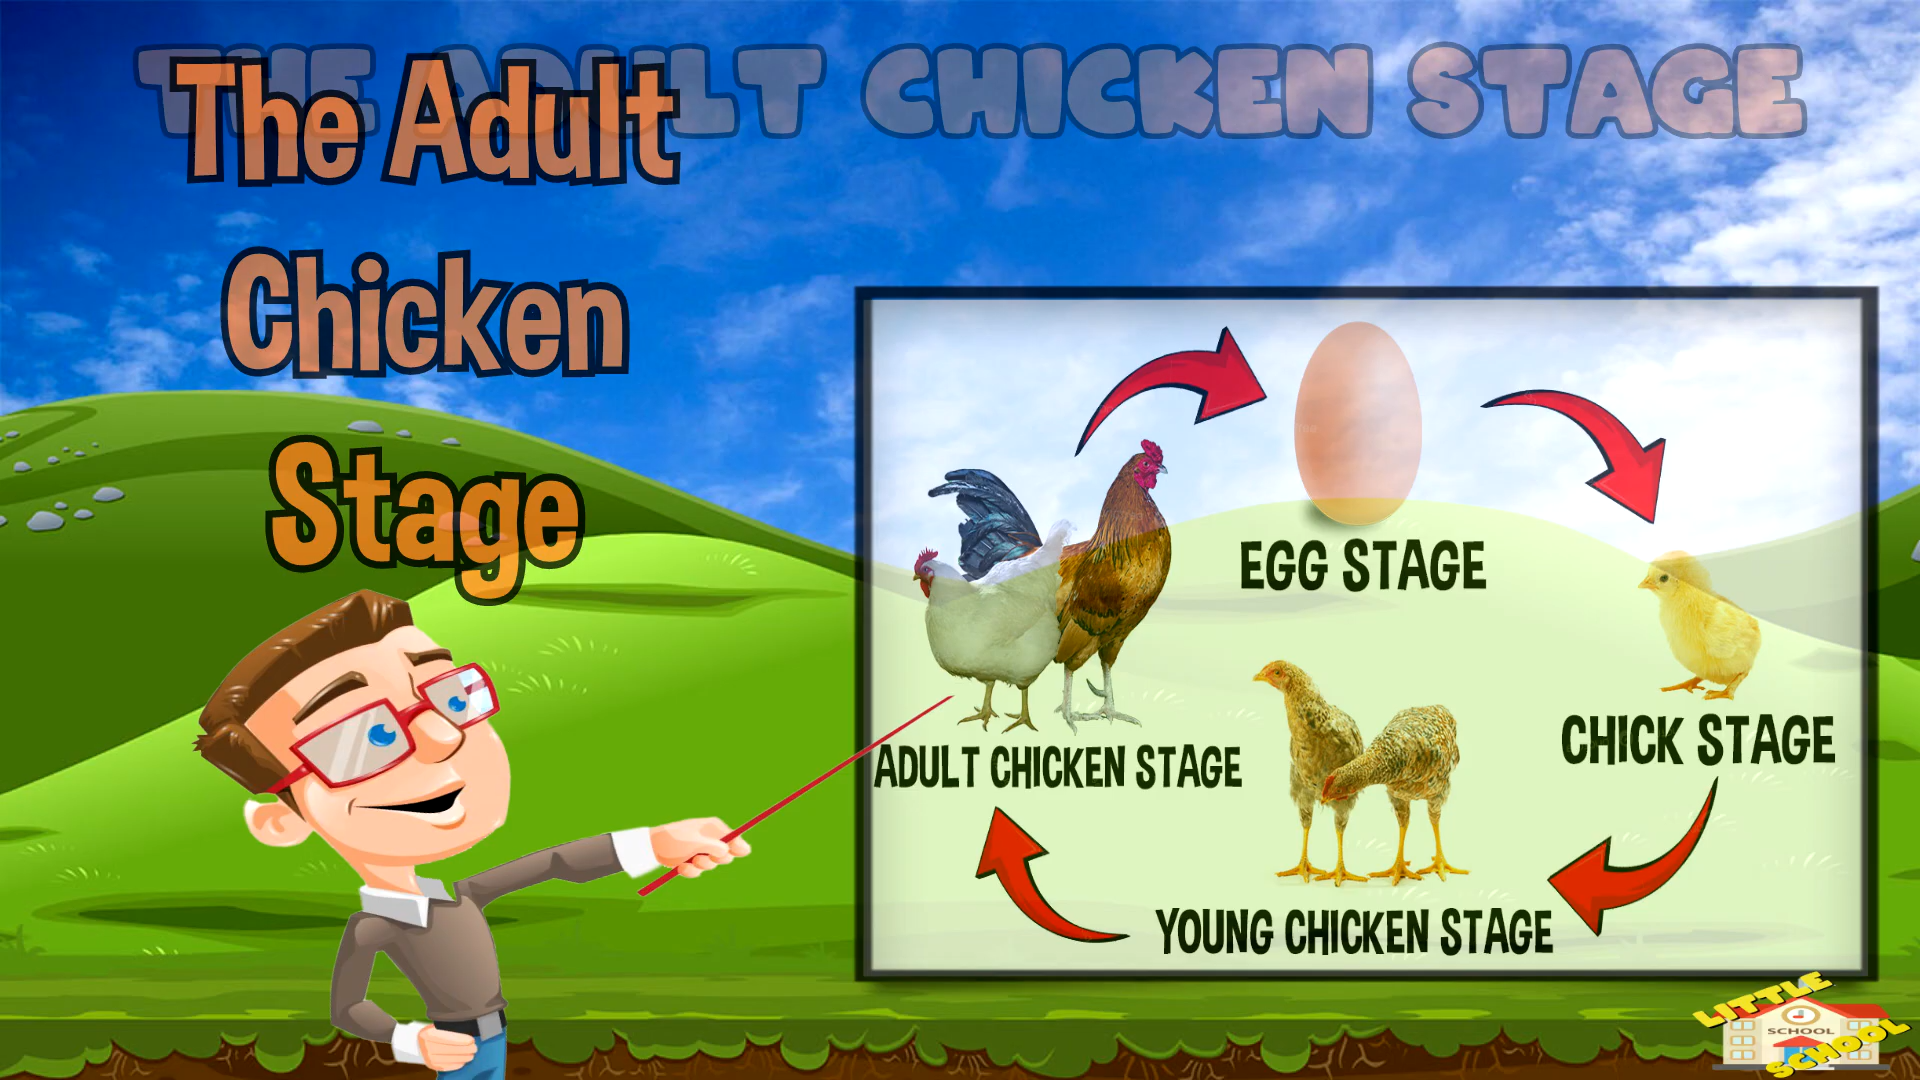 THE ADULT CHICKEN STAGE
The Adult
Chicken
Stage
EGG STAGE
CHICK STAGE
ADULT CHICKEN STAGE
YOUNG CHICKEN STAGE
LITTLE
SCHOOL
SCHOOL